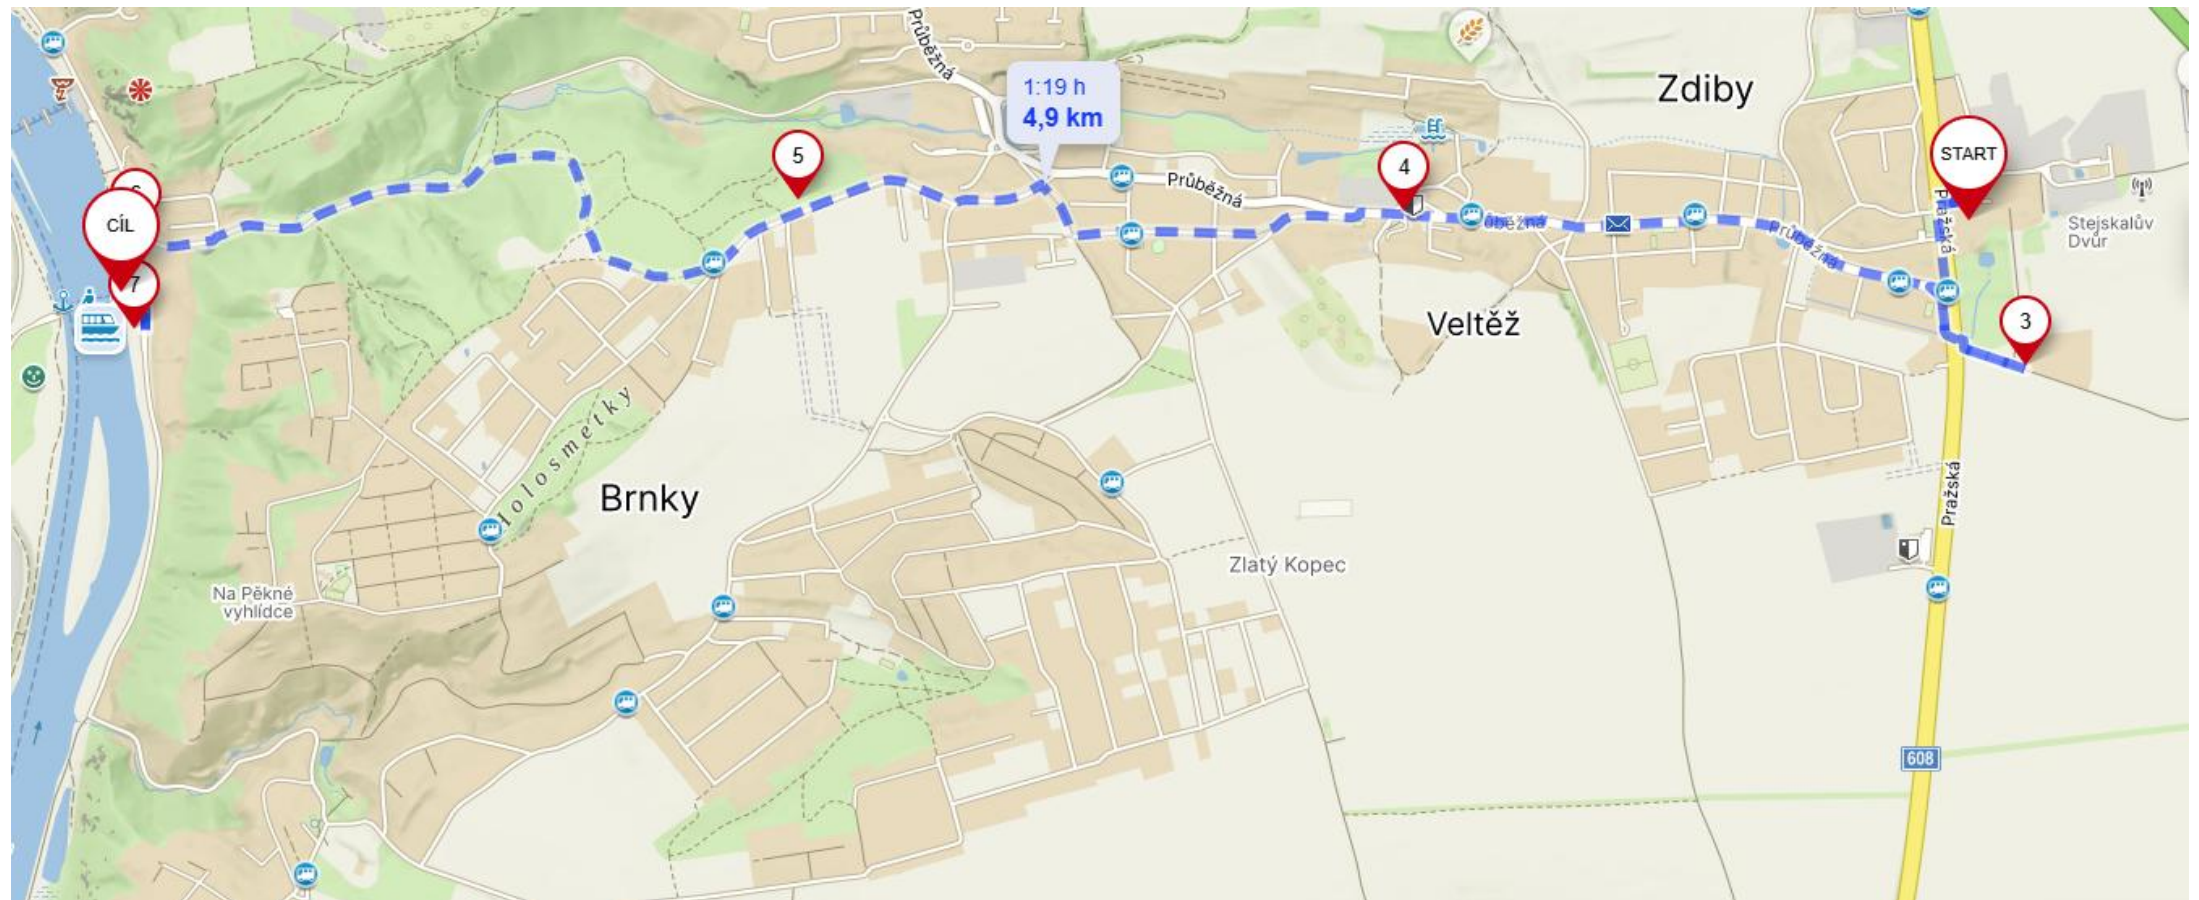 Průběžná
1:19 h
4,9 km
Zdiby
START
5
4
Průběžná
Pražská
Stejskalův
Dvůr
6
CÍL
7
Průběžná
Průběžná
3
Veltěž
Holosmetky
Brnky
Pražská
Zlatý Kopec
Na Pěkné
vyhlídce
608